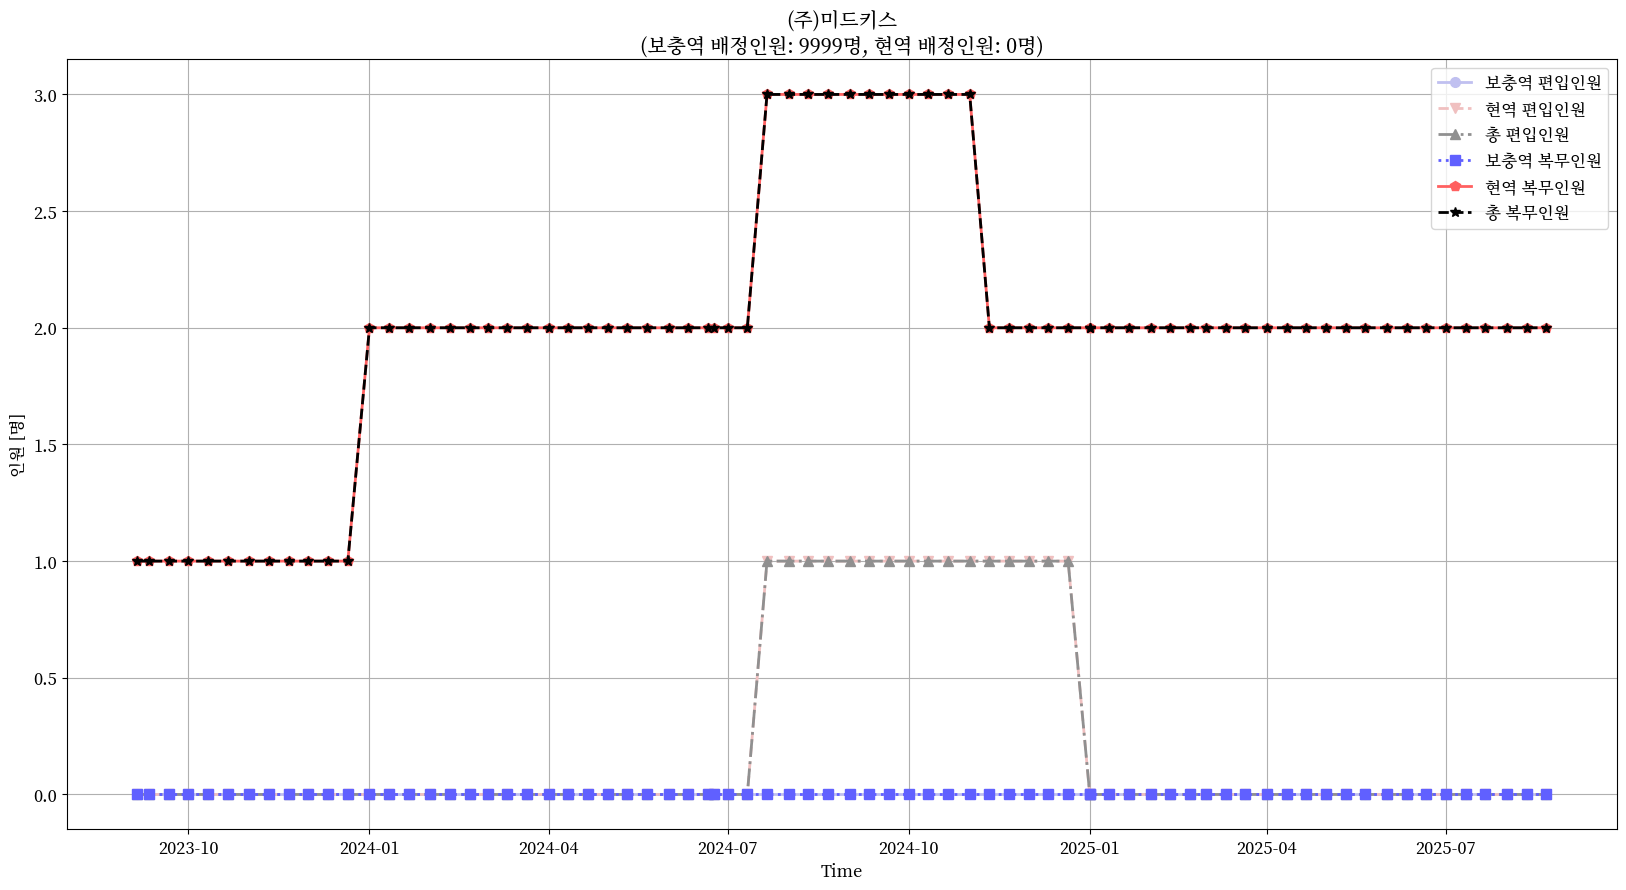 (주)미드키스
(보충역 배정인원: 9999명, 현역 배정인원: 0명)
보충역 편입인원
현역 편입인원
총 편입인원
보충역 복무인원
현역 복무인원
총 복무인원
인원 [명]
3.0
2.5
2.0
1.5
1.0
0.5
0.0
2023-10 2024-01 2024-04 2024-07 2024-10 2025-01 2025-04 2025-07
Time